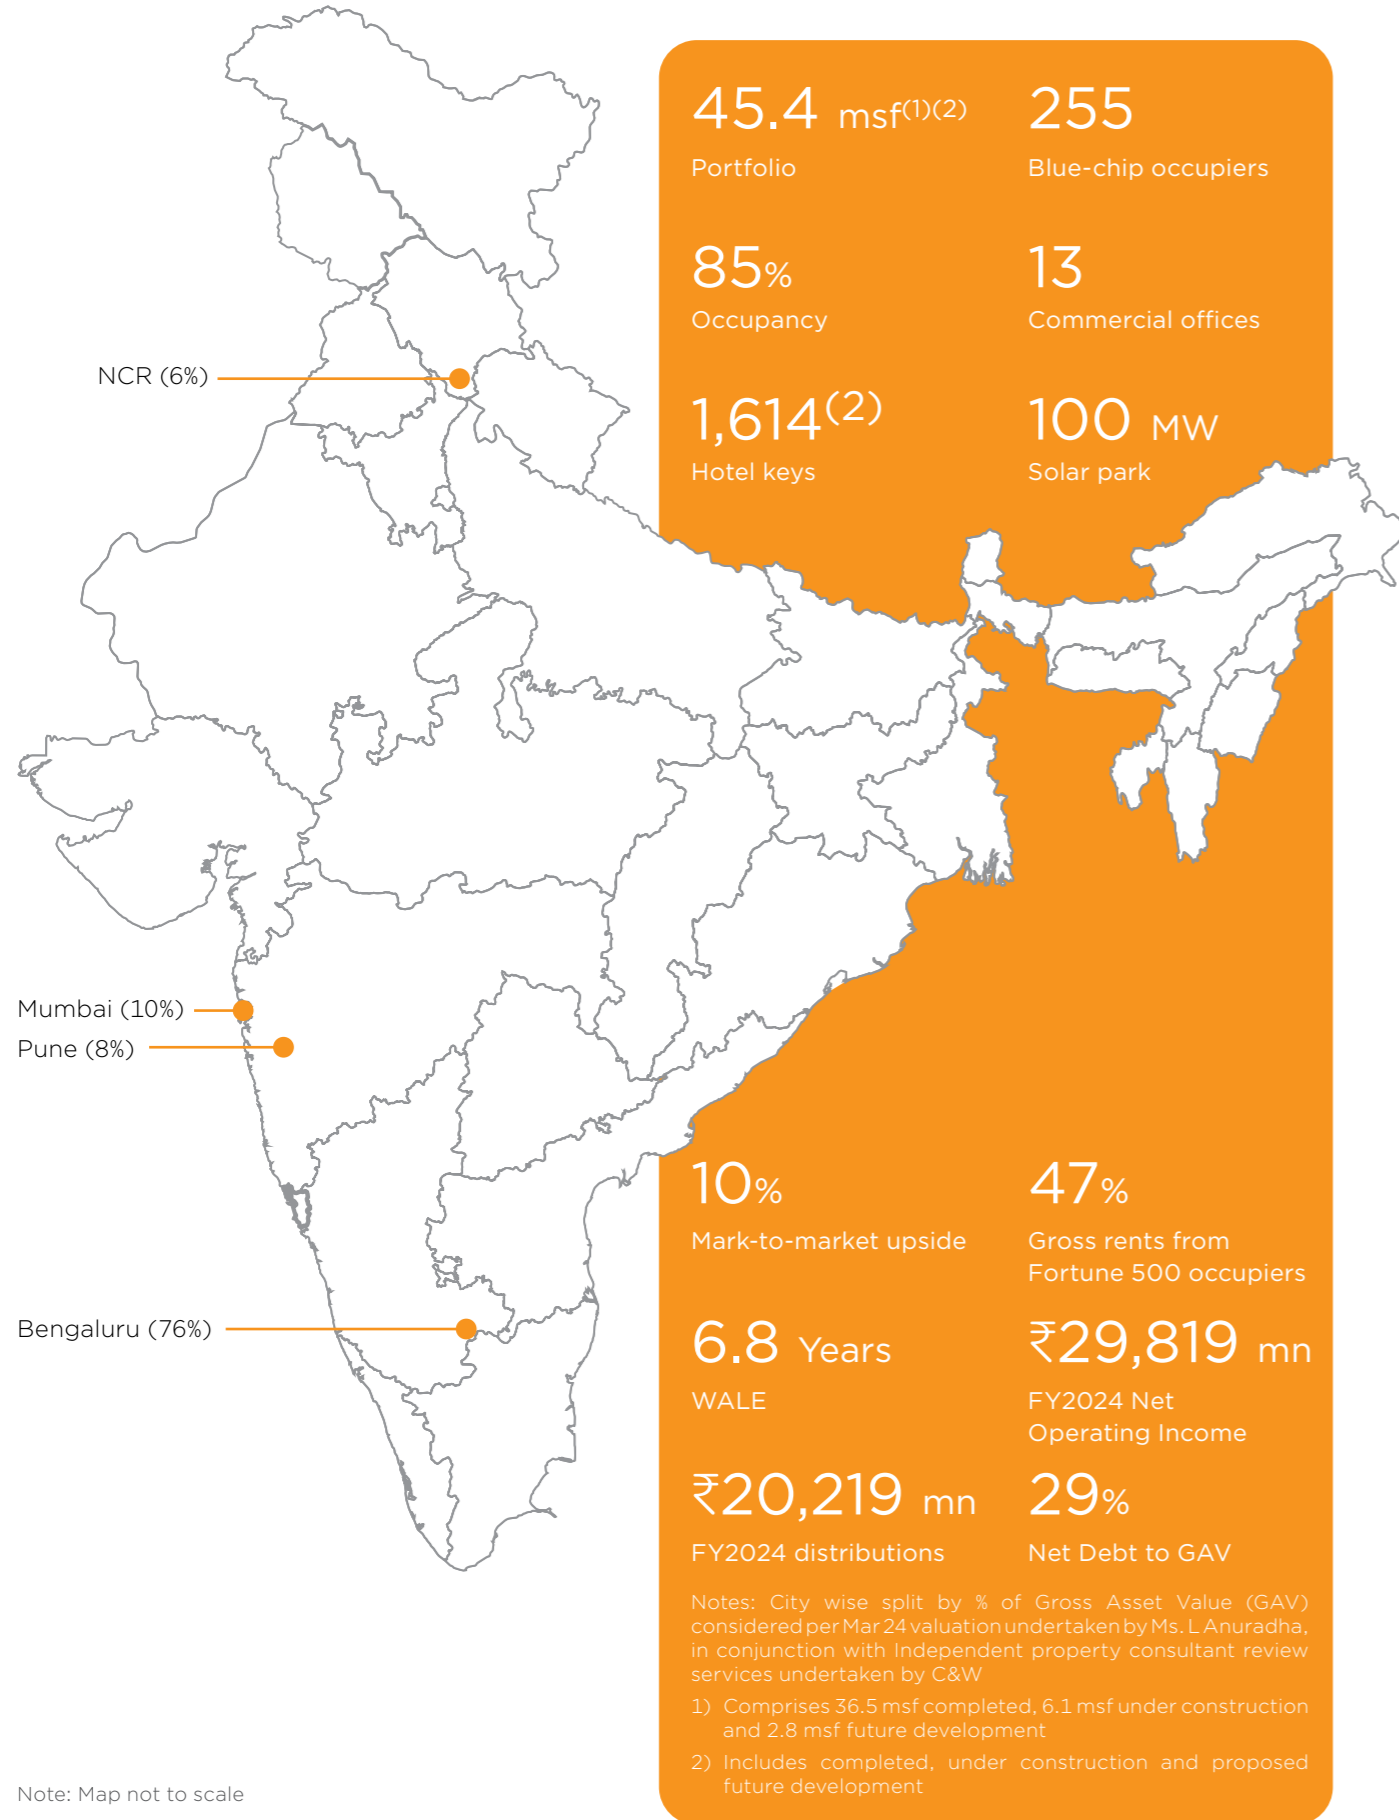 45.4 msf(1)(2)
Portfolio
255
Blue-chip occupiers
85%
Occupancy
13
Commercial offices
1,614(2)
Hotel keys
100 MW
Solar park
NCR (6%)
Mumbai (10%)
Pune (8%)
Bengaluru (76%)
10%
Mark-to-market upside
47%
Gross rents from
Fortune 500 occupiers
6.8 Years
WALE
₹29,819 mn
FY2024 Net
Operating Income
₹20,219 mn
FY2024 distributions
29%
Net Debt to GAV
Notes: City wise split by % of Gross Asset Value (GAV)
considered per Mar 24 valuation undertaken by Ms. L Anuradha,
in conjunction with Independent property consultant review
services undertaken by C&W
1) Comprises 36.5 msf completed, 6.1 msf under construction
and 2.8 msf future development
2) Includes completed, under construction and proposed
future development
Note: Map not to scale